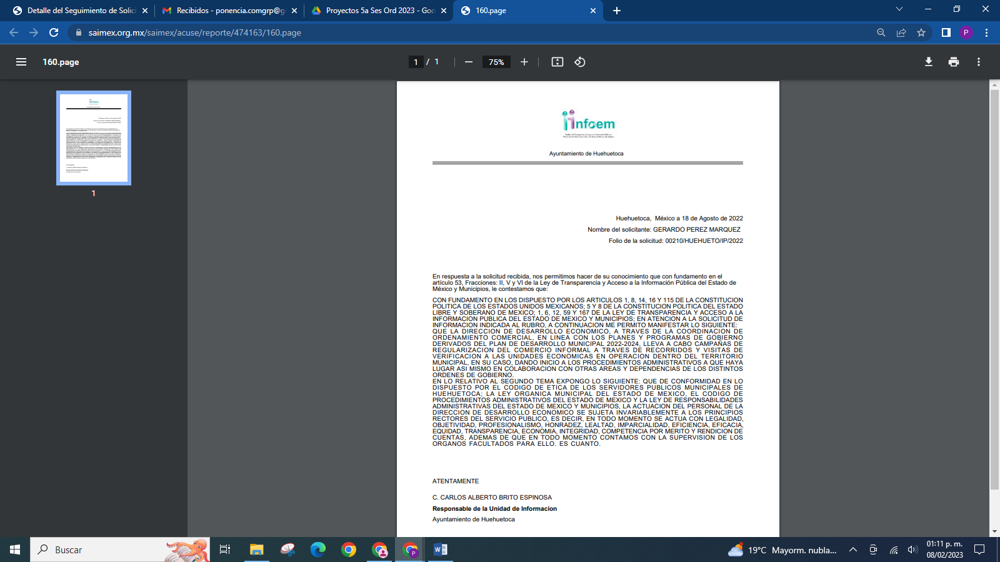 Detalle del Seguimiento de Solici
Recibidos - ponencia.comgrp@g
Proyectos 5a Ses Ord 2023 - Goo
160.page
saimex.org.mx/saimex/acuse/reporte/474163/160.page
P
160.page
1 / 1
75%
1
infoem
Ayuntamiento de Huehuetoca
Huehuetoca, México a 18 de Agosto de 2022
Nombre del solicitante: GERARDO PEREZ MARQUEZ
Folio de la solicitud: 00210/HUEHUETO/IP/2022
En respuesta a la solicitud recibida, nos permitimos hacer de su conocimiento que con fundamento en el
artículo 53, Fracciones: II, V y VI de la Ley de Transparencia y Acceso a la Información Pública del Estado de
México y Municipios, le contestamos que:
CON FUNDAMENTO EN LOS DISPUESTO POR LOS ARTICULOS 1, 8, 14, 16 Y 115 DE LA CONSTITUCION
POLITICA DE LOS ESTADOS UNIDOS MEXICANOS; 5 Y 8 DE LA CONSTITUCION POLITICA DEL ESTADO
LIBRE Y SOBERANO DE MEXICO; 1, 6, 12, 59 Y 167 DE LA LEY DE TRANSPARENCIA Y ACCESO A LA
INFORMACION PUBLICA DEL ESTADO DE MEXICO Y MUNICIPIOS; EN ATENCION A LA SOLICITUD DE
INFORMACION INDICADA AL RUBRO, A CONTINUACION ME PERMITO MANIFESTAR LO SIGUIENTE:
QUE LA DIRECCION DE DESARROLLO ECONOMICO, A TRAVES DE LA COORDINACION DE
ORDENAMIENTO COMERCIAL, EN LINEA CON LOS PLANES Y PROGRAMAS DE GOBIERNO
DERIVADOS DEL PLAN DE DESARROLLO MUNICIPAL 2022-2024, LLEVA A CABO CAMPAÑAS DE
REGULARIZACION DEL COMERCIO INFORMAL A TRAVES DE RECORRIDOS Y VISITAS DE
VERIFICACION A LAS UNIDADES ECONOMICAS EN OPERACION DENTRO DEL TERRITORIO
MUNICIPAL, EN SU CASO, DANDO INICIO A LOS PROCEDIMIENTOS ADMINISTRATIVOS A QUE HAYA
LUGAR ASI MISMO EN COLABORACION CON OTRAS AREAS Y DEPENDENCIAS DE LOS DISTINTOS
ORDENES DE GOBIERNO.
EN LO RELATIVO AL SEGUNDO TEMA EXPONGO LO SIGUIENTE: QUE DE CONFORMIDAD EN LO
DISPUESTO POR EL CODIGO DE ETICA DE LOS SERVIDORES PUBLICOS MUNICIPALES DE
HUEHUETOCA; LA LEY ORGANICA MUNICIPAL DEL ESTADO DE MEXICO, EL CODIGO DE
PROCEDIMIENTOS ADMINISTRATIVOS DEL ESTADO DE MEXICO Y LA LEY DE RESPONSABILIDADES
ADMINISTRATIVAS DEL ESTADO DE MEXICO Y MUNICIPIOS, LA ACTUACION DEL PERSONAL DE LA
DIRECCION DE DESARROLLO ECONOMICO SE SUJETA INVARIABLEMENTE A LOS PRINCIPIOS
RECTORES DEL SERVICIO PUBLICO, ES DECIR, EN TODO MOMENTO SE ACTUA CON LEGALIDAD,
OBJETIVIDAD, PROFESIONALISMO, HONRADEZ, LEALTAD, IMPARCIALIDAD, EFICIENCIA, EFICACIA,
EQUIDAD, TRANSPARENCIA, ECONOMIA, INTEGRIDAD, COMPETENCIA POR MERITO Y RENDICION DE
CUENTAS, ADEMAS DE QUE EN TODO MOMENTO CONTAMOS CON LA SUPERVISION DE LOS
ORGANOS FACULTADOS PARA ELLO. ES CUANTO.
ATENTAMENTE
C. CARLOS ALBERTO BRITO ESPINOSA
Responsable de la Unidad de Informacion
Ayuntamiento de Huehuetoca
Buscar
19°C Mayorm. nubla...
01:11 p. m.
08/02/2023